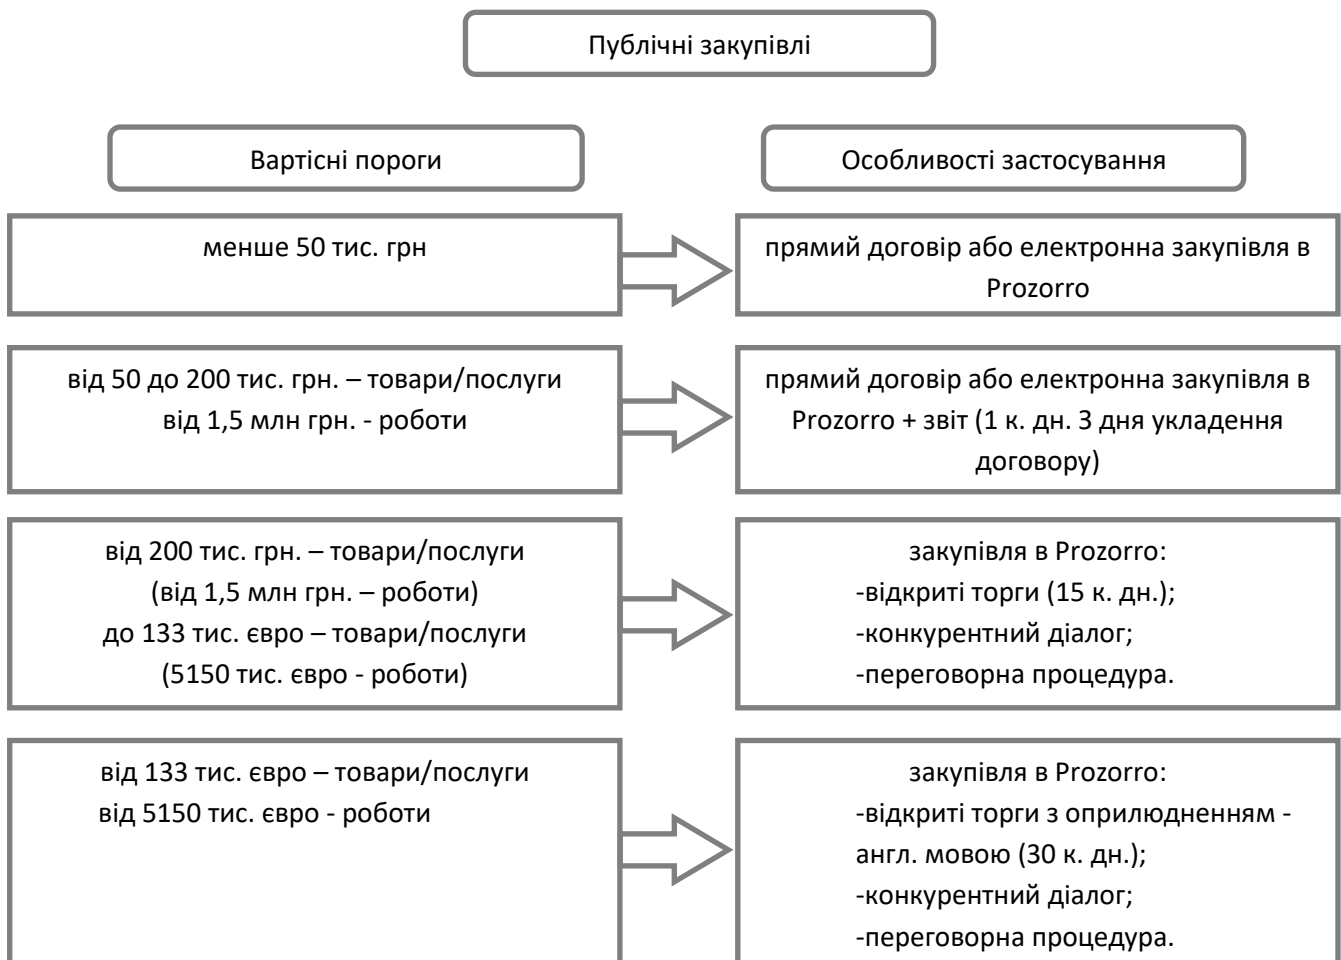 Публічні закупівлі
Вартісні пороги
Особливості застосування
менше 50 тис. грн
прямий договір або електронна закупівля в
Prozorro
від 50 до 200 тис. грн. – товари/послуги
від 1,5 млн грн. - роботи
прямий договір або електронна закупівля в
Prozorro + звіт (1 к. дн. З дня укладення
договору)
від 200 тис. грн. – товари/послуги
(від 1,5 млн грн. – роботи)
до 133 тис. євро – товари/послуги
(5150 тис. євро - роботи)
закупівля в Prozorro:
-відкриті торги (15 к. дн.);
-конкурентний діалог;
-переговорна процедура.
від 133 тис. євро – товари/послуги
від 5150 тис. євро - роботи
закупівля в Prozorro:
-відкриті торги з оприлюдненням -
англ. мовою (30 к. дн.);
-конкурентний діалог;
-переговорна процедура.